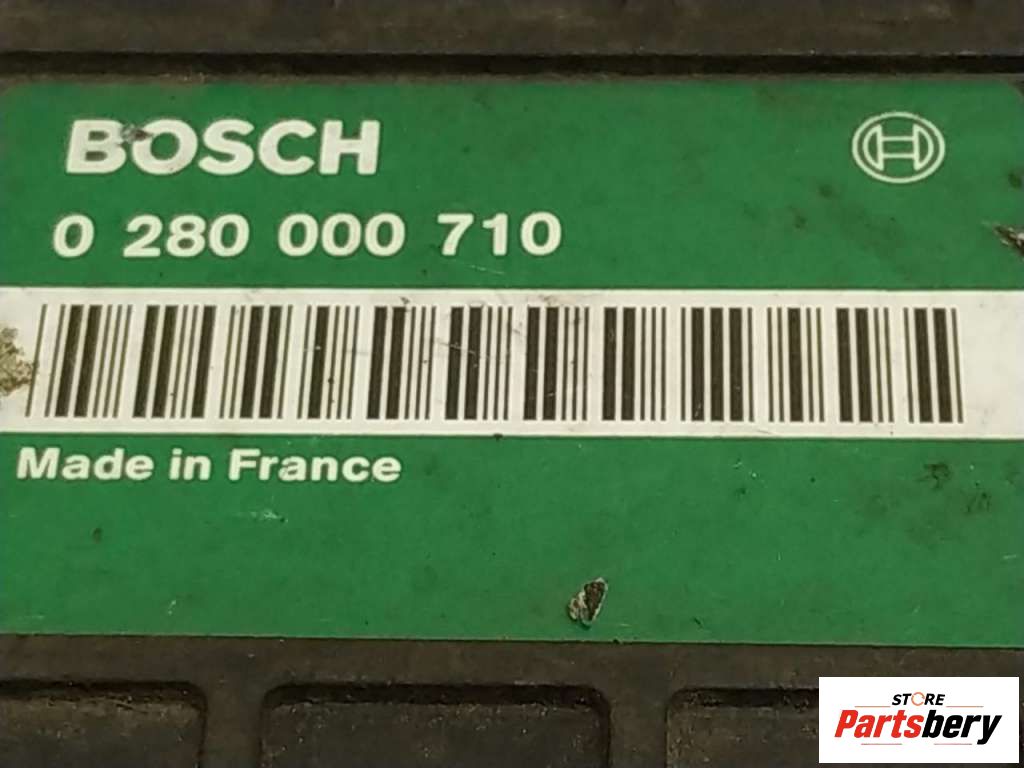 BOSCH
0 280 000 710
Made in France
STORE
Partsbery